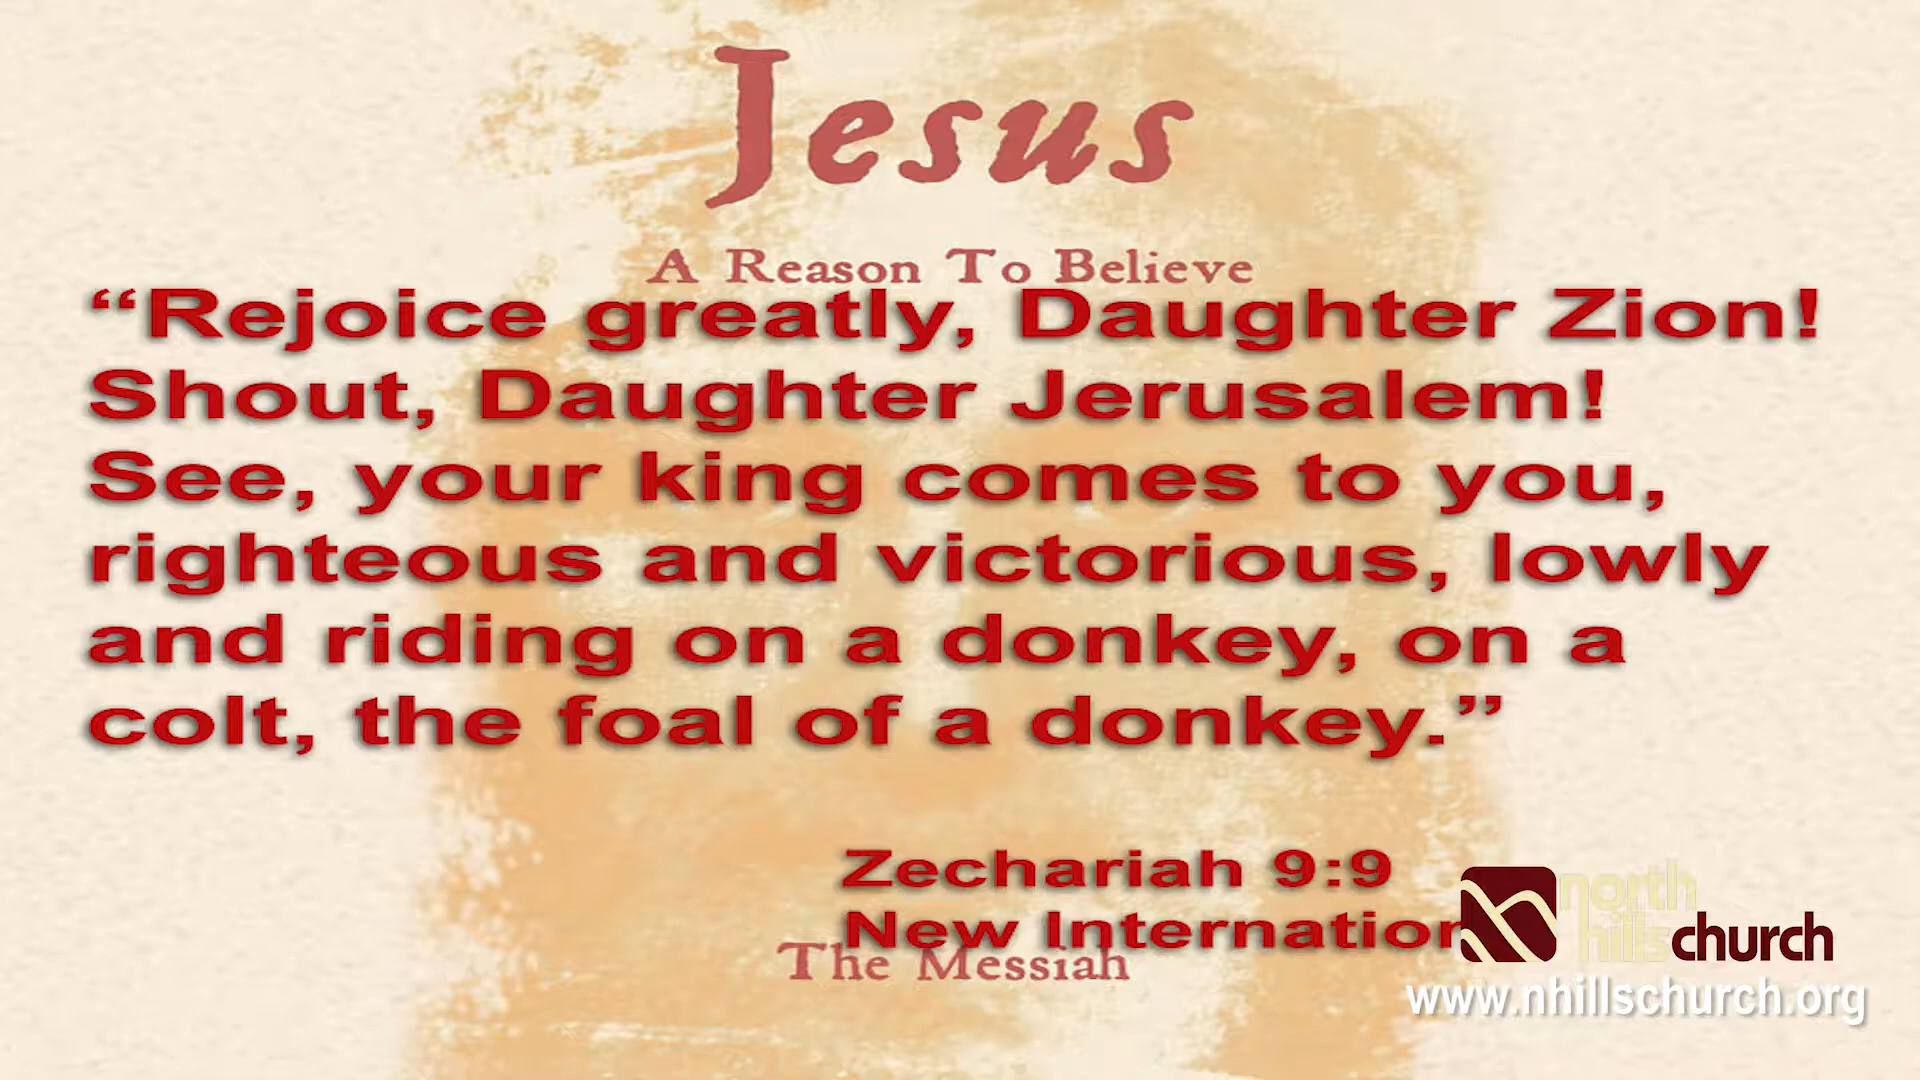 Jesus
A Reason To Believe
“Rejoice greatly, Daughter Zion!
Shout, Daughter Jerusalem!
See, your king comes to you,
righteous and victorious, lowly
and riding on a donkey, on a
colt, the foal of a donkey.”
Zechariah 9:9
New Internation
The Messiah
north
hillschurch
www.nhillschurch.org